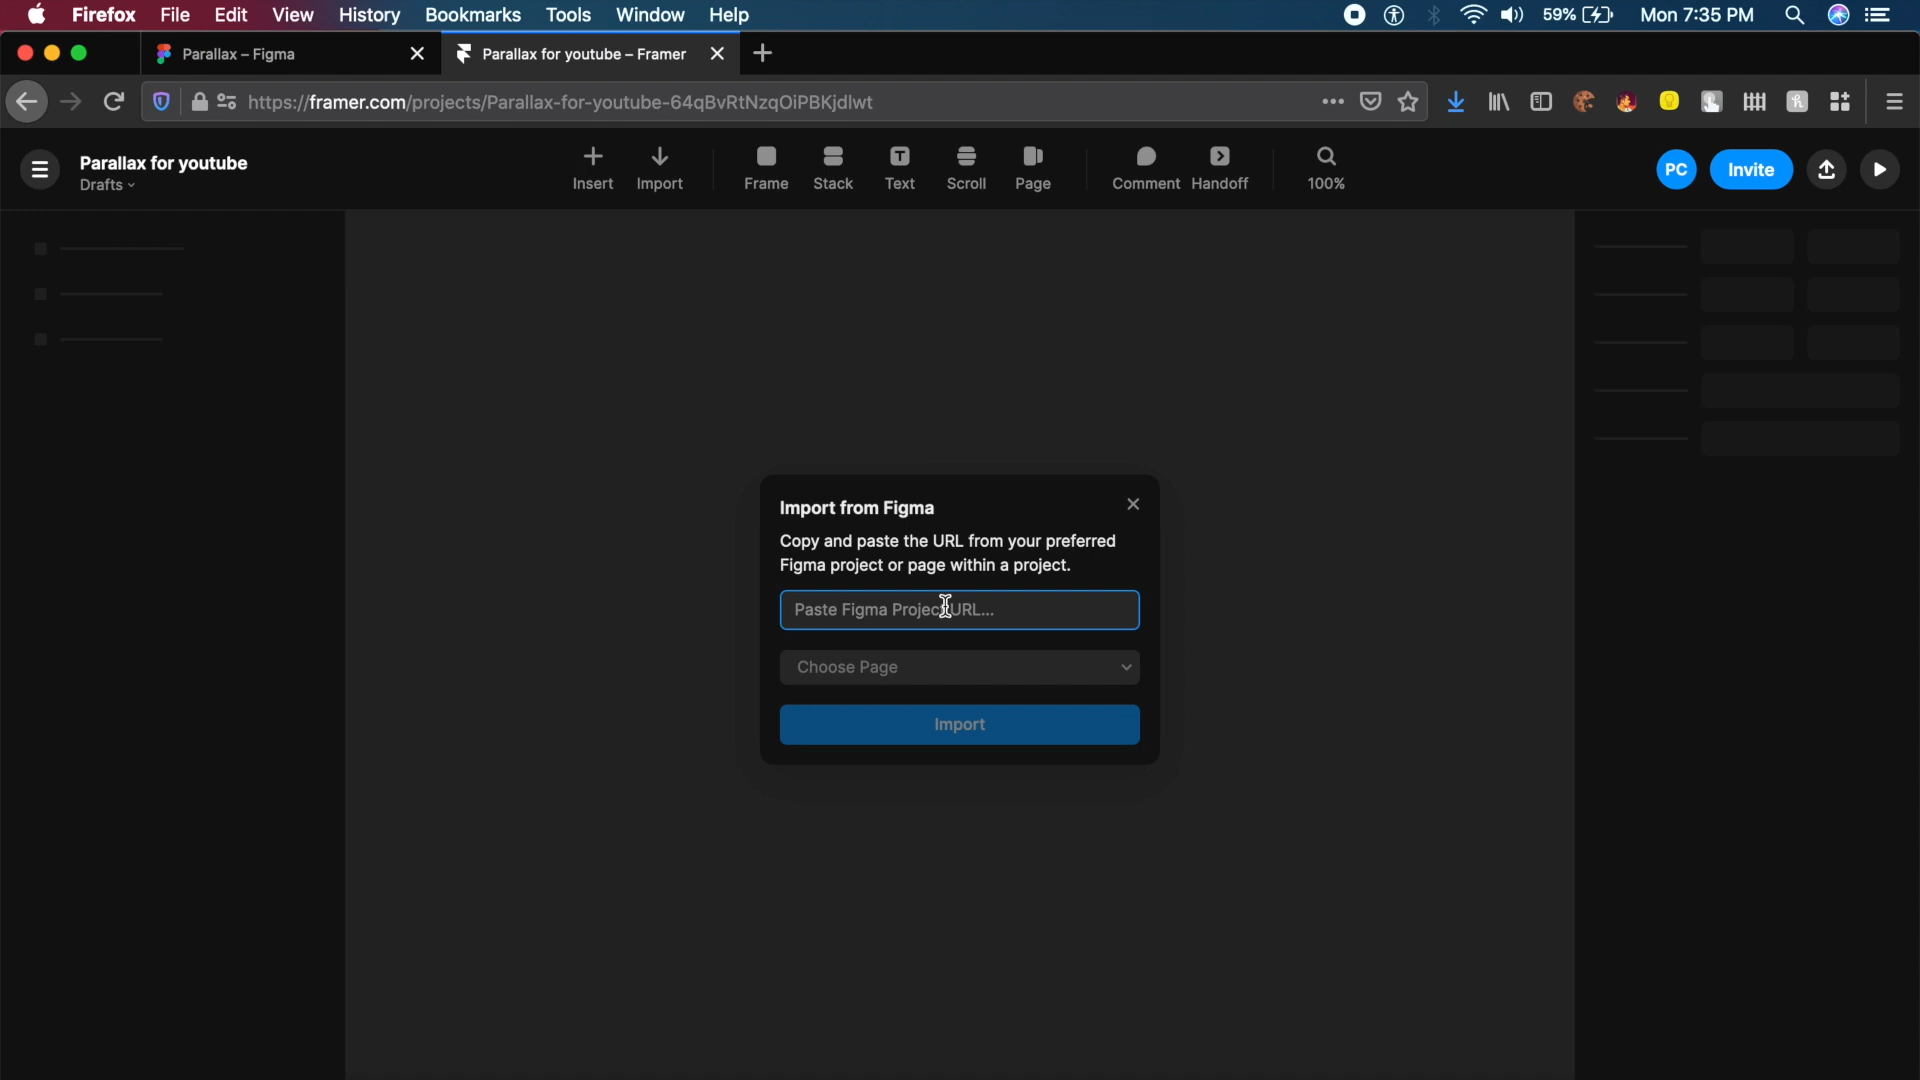 Firefox File Edit View History Bookmarks Tools Window Help 59% Mon 7:35 PM
Parallax – Figma Parallax for youtube – Framer
https://framer.com/projects/Parallax-for-youtube-64qBvRtNzqOiPBKjdlwt
Parallax for youtube
Drafts
Insert Import Frame Stack Text Scroll Page Comment Handoff 100%
PC Invite
Import from Figma
Copy and paste the URL from your preferred
Figma project or page within a project.
Paste Figma Project URL...
Choose Page
Import